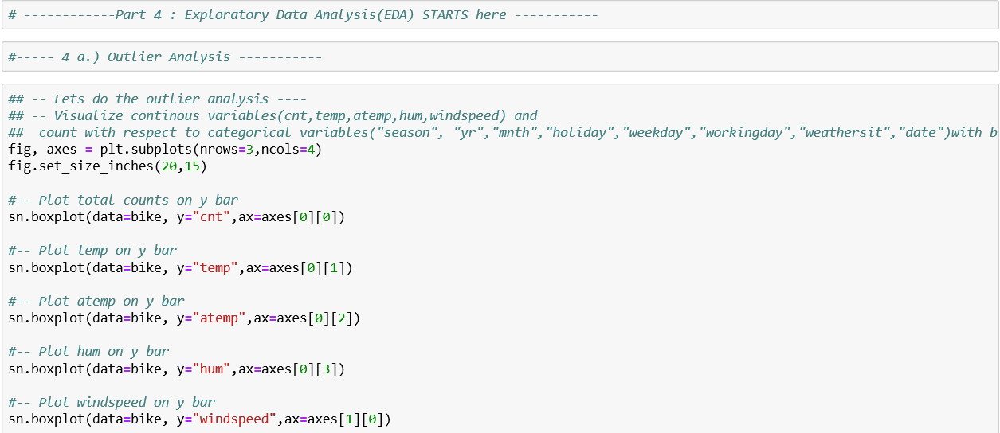 # ------------Part 4 : Exploratory Data Analysis(EDA) STARTS here -----------
#----- 4 a.) Outlier Analysis -----------
## -- Lets do the outlier analysis ----
## -- Visualize continous variables(cnt,temp,atemp,hum,windspeed) and
##  count with respect to categorical variables("season", "yr","mnth","holiday","weekday","workingday","weathersit","date")with
fig, axes = plt.subplots(nrows=3,ncols=4)
fig.set_size_inches(20,15)
#-- Plot total counts on y bar
sn.boxplot(data=bike, y="cnt",ax=axes[0][0])
#-- Plot temp on y bar
sn.boxplot(data=bike, y="temp",ax=axes[0][1])
#-- Plot atemp on y bar
sn.boxplot(data=bike, y="atemp",ax=axes[0][2])
#-- Plot hum on y bar
sn.boxplot(data=bike, y="hum",ax=axes[0][3])
#-- Plot windspeed on y bar
sn.boxplot(data=bike, y="windspeed",ax=axes[1][0])